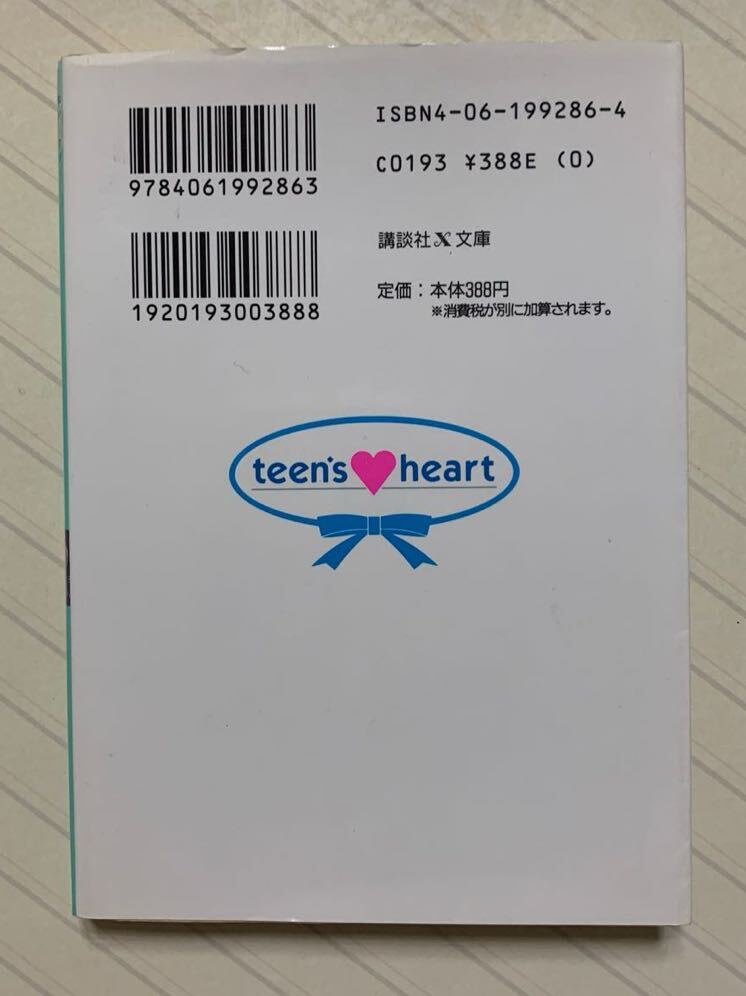 9784061992863
ISBN4-06-199286-4
C0193 ¥388E (0)
1920193003888
講談社X文庫
定価：本体388円
※消費税が別に加算されます。
teen's heart